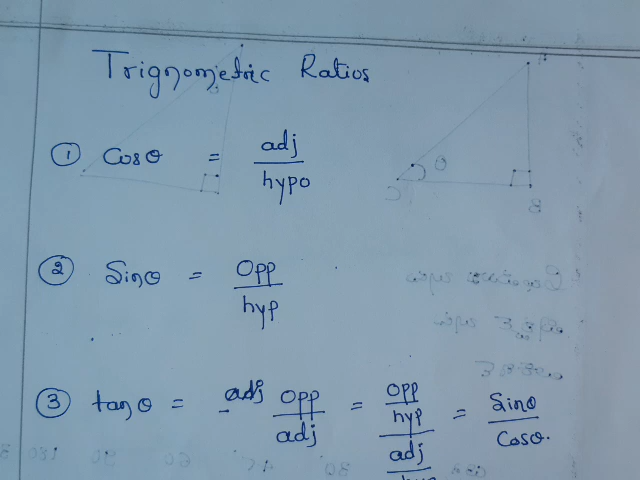 Trignometric Ratios
① Cosθ = adj/hypo
② Sinθ = opp/hyp
③ tanθ = opp/adj = (opp/hyp)/(adj/hyp) = Sinθ/Cosθ.
θ
C
B